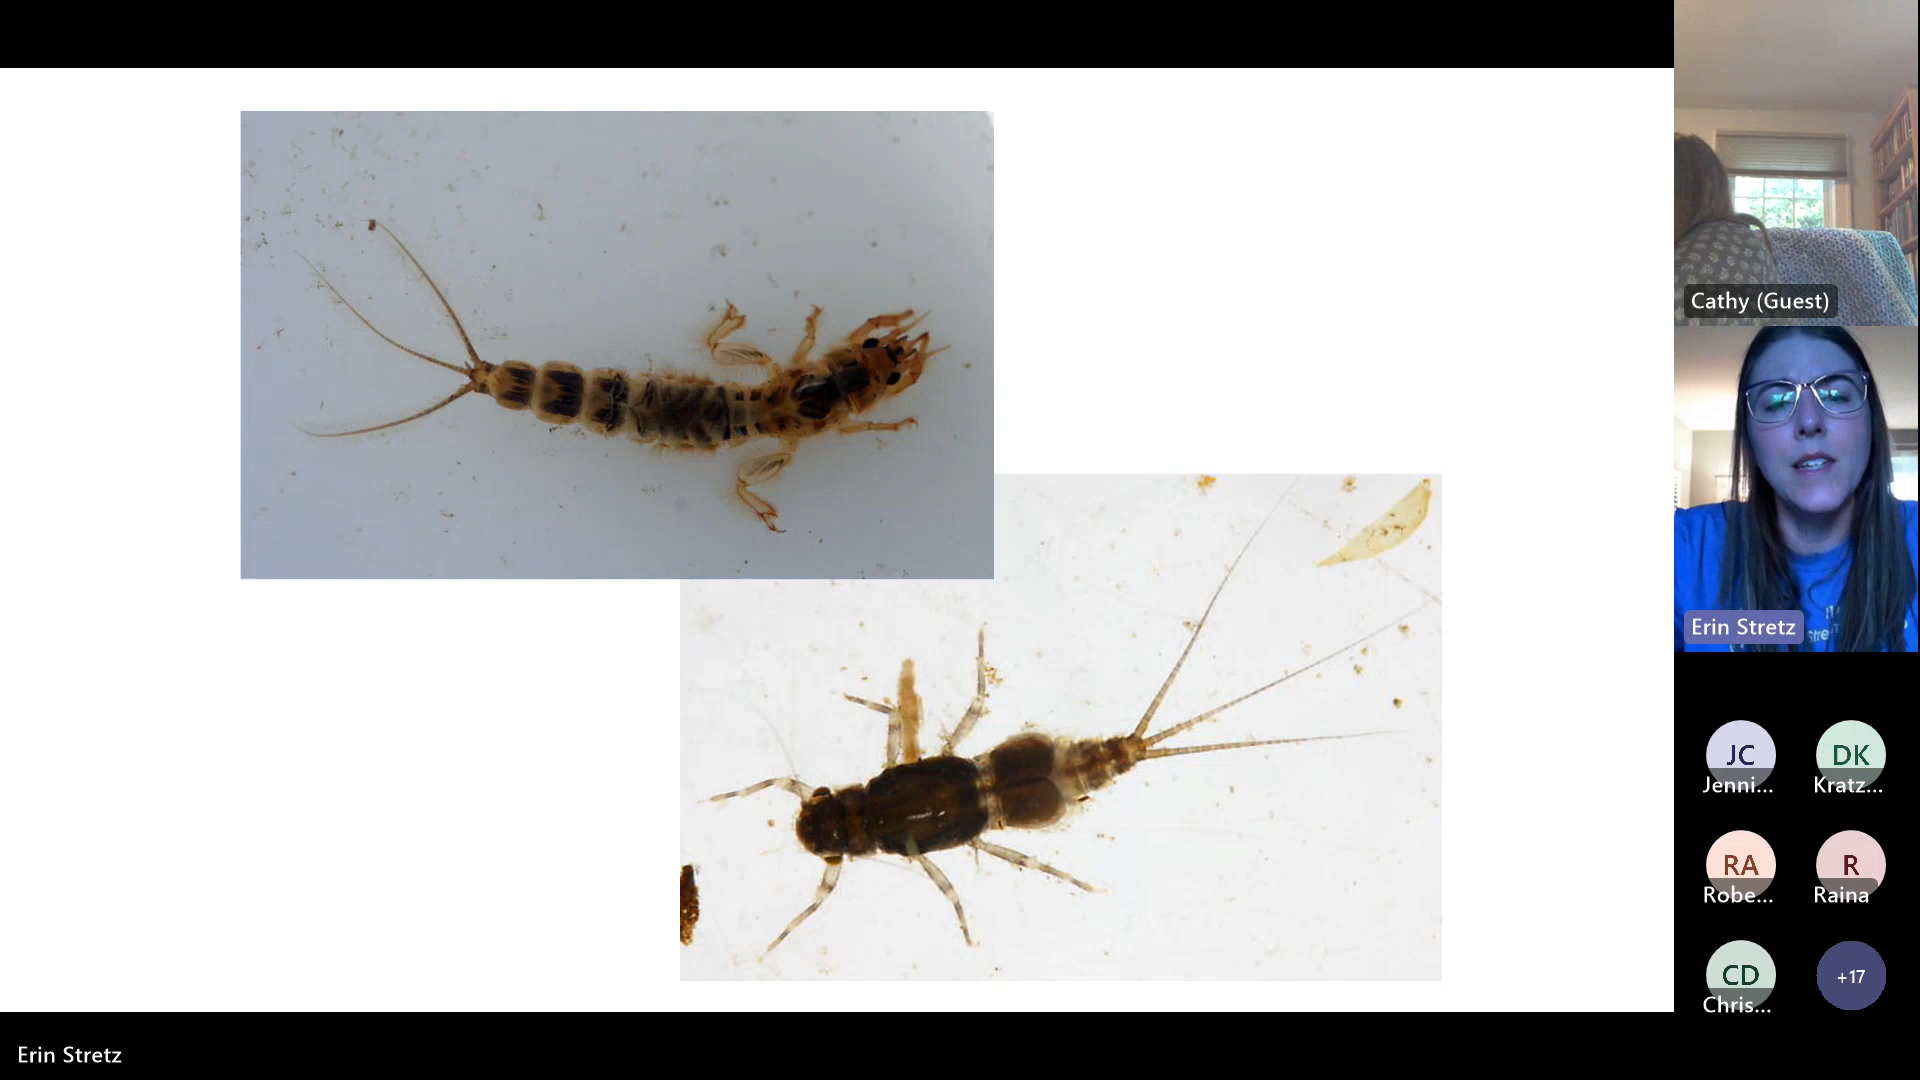 Cathy (Guest)
Erin Stretz
JC
DK
Jenni...
Kratz...
RA
R
Robe...
Raina
CD
+17
Chris...
Erin Stretz